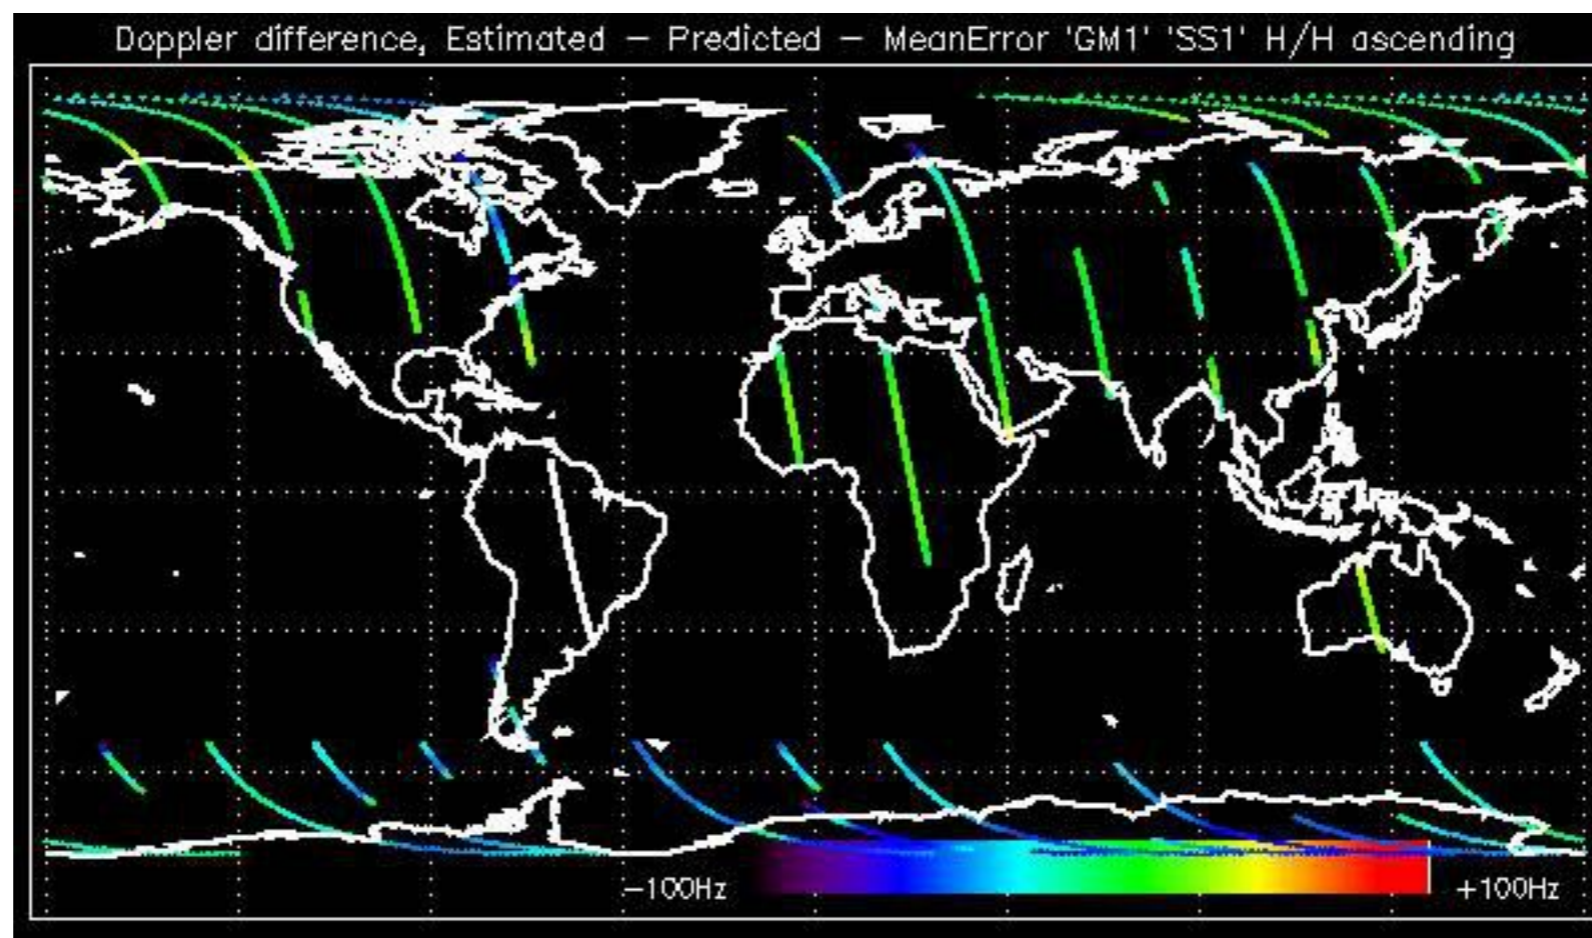 Doppler difference, Estimated — Predicted — MeanError 'GM1' 'SS1' H/H ascending
—100Hz
+100Hz